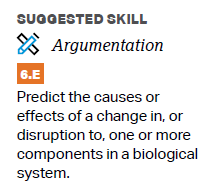 SUGGESTED SKILL
Argumentation
6.E
Predict the causes or
effects of a change in, or
disruption to, one or more
components in a biological
system.